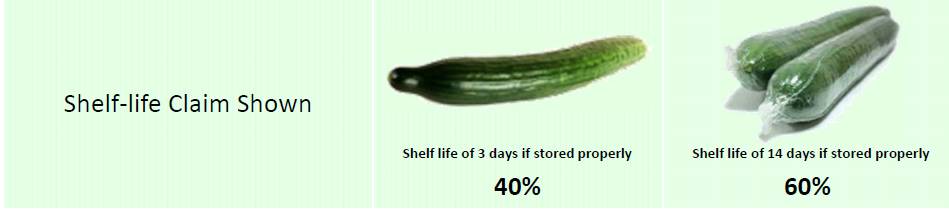 Shelf-life Claim Shown
Shelf life of 3 days if stored properly
40%
Shelf life of 14 days if stored properly
60%